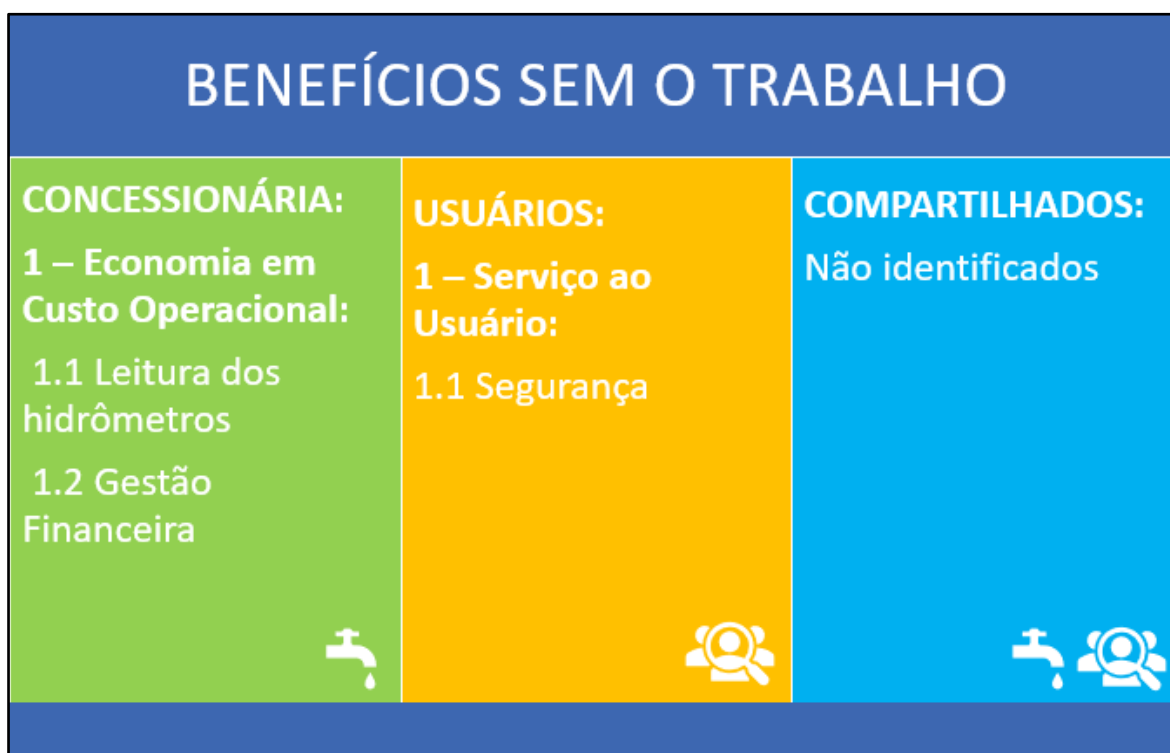 BENEFÍCIOS SEM O TRABALHO
CONCESSIONÁRIA:
1 – Economia em
Custo Operacional:
1.1 Leitura dos
hidrômetros
1.2 Gestão
Financeira
USUÁRIOS:
1 – Serviço ao
Usuário:
1.1 Segurança
COMPARTILHADOS:
Não identificados